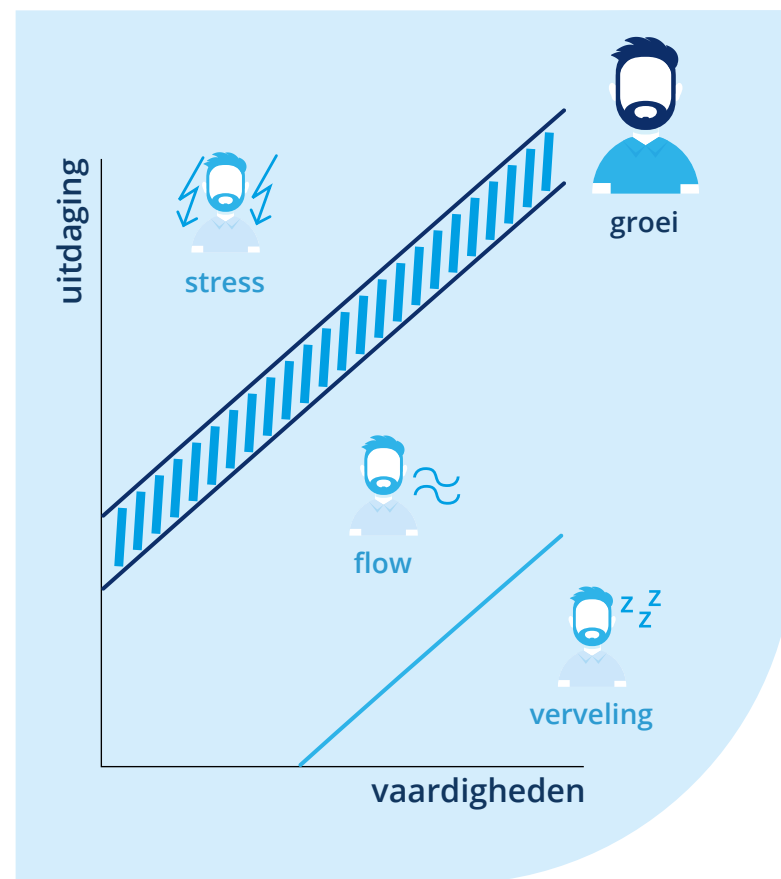 groei
uitdaging
stress
flow
z z z
verveling
vaardigheden